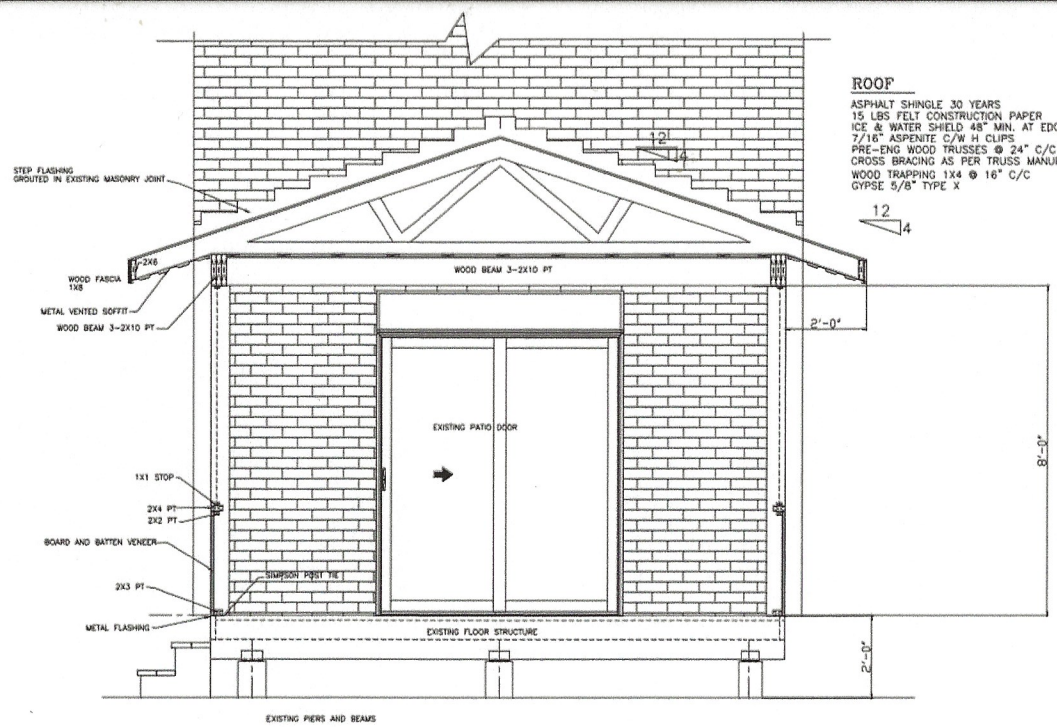 ROOF
ASPHALT SHINGLE 30 YEARS
15 LBS FELT CONSTRUCTION PAPER
ICE & WATER SHIELD 48" MIN. AT
7/16" ASPENITE C/W H CLIPS
PRE-ENG WOOD TRUSSES @ 24" C/C
CROSS BRACING AS PER TRUSS
WOOD TRAPPING 1X4 @ 16" C/C
GYPSE 5/8" TYPE X
12
4
12
4
STEP FLASHING
GROUTED IN EXISTING MASONRY JOINT
2X6
WOOD FASCIA
1X8
METAL VENTED SOFFIT
WOOD BEAM 3-2X10 PT
WOOD BEAM 3-2X10 PT
2'-0"
8'-0"
EXISTING PATIO DOOR
1X1 STOP
2X4 PT
2X2 PT
BOARD AND BATTEN VENEER
2X3 PT
SIMPSON POST TIE
METAL FLASHING
EXISTING FLOOR STRUCTURE
2'-0"
EXISTING PIERS AND BEAMS